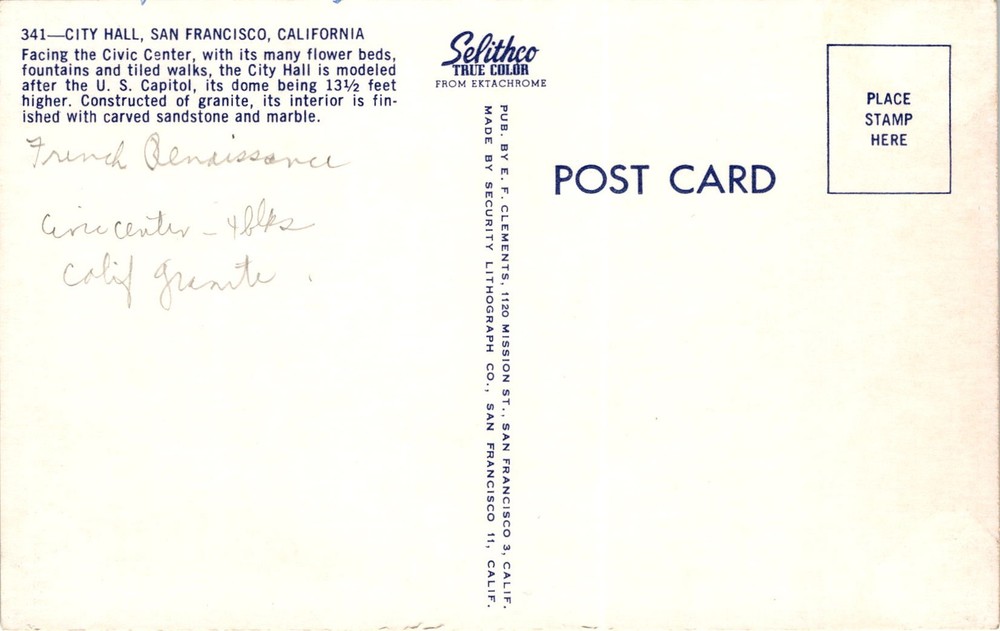 341—CITY HALL, SAN FRANCISCO, CALIFORNIA
Facing the Civic Center, with its many flower beds,
fountains and tiled walks, the City Hall is modeled
after the U. S. Capitol, its dome being 13½ feet
higher. Constructed of granite, its interior is fin-
ished with carved sandstone and marble.
French Renaissance
Civic center – 4 blks
Calif granite .
Selithco
TRUE COLOR
FROM EKTACHROME
PUB. BY E. F. CLEMENTS, 1120 MISSION ST., SAN FRANCISCO 3, CALIF.
MADE BY SECURITY LITHOGRAPH CO., SAN FRANCISCO 11, CALIF.
POST CARD
PLACE
STAMP
HERE